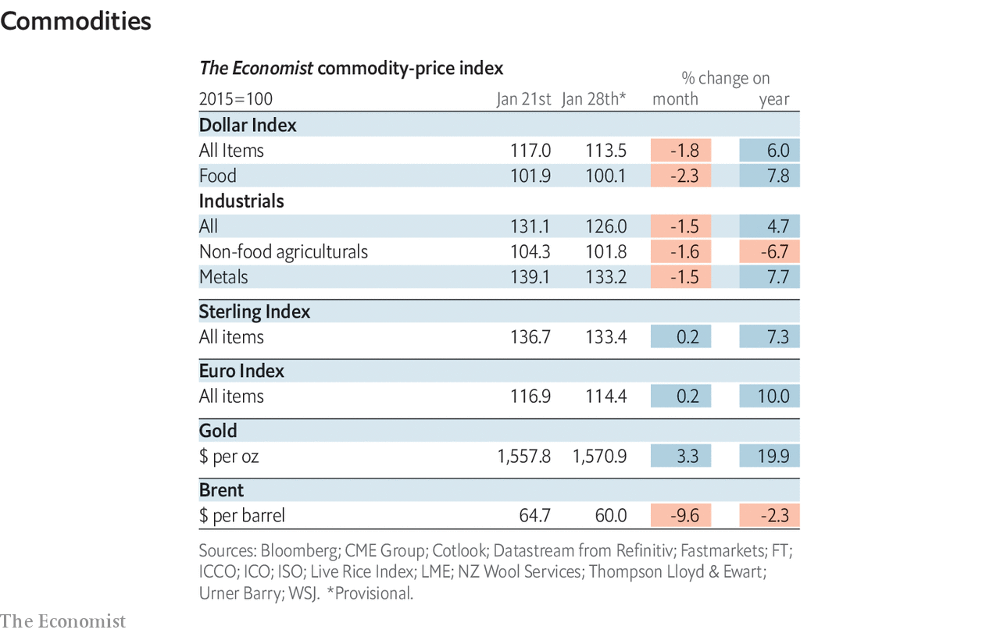 Commodities
The Economist commodity-price index
% change on
2015=100 Jan 21st Jan 28th* month year
Dollar Index
All Items 117.0 113.5 -1.8 6.0
Food 101.9 100.1 -2.3 7.8
Industrials
All 131.1 126.0 -1.5 4.7
Non-food agriculturals 104.3 101.8 -1.6 -6.7
Metals 139.1 133.2 -1.5 7.7
Sterling Index
All items 136.7 133.4 0.2 7.3
Euro Index
All items 116.9 114.4 0.2 10.0
Gold
$ per oz 1,557.8 1,570.9 3.3 19.9
Brent
$ per barrel 64.7 60.0 -9.6 -2.3
Sources: Bloomberg; CME Group; Cotlook; Datastream from Refinitiv; Fastmarkets; FT;
ICCO; ICO; ISO; Live Rice Index; LME; NZ Wool Services; Thompson Lloyd & Ewart;
Urner Barry; WSJ. *Provisional.
The Economist